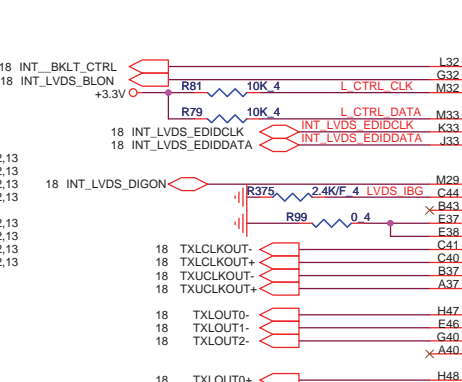 18 INT__BKLT_CTRL L32
18 INT_LVDS_BLON G32
+3.3V R81 10K_4 L_CTRL_CLK M32
R79 10K_4 L_CTRL_DATA M33
18 INT_LVDS_EDIDCLK INT_LVDS_EDIDCLK K33
18 INT_LVDS_EDIDDATA INT_LVDS_EDIDDATA J33
2,13
2,13
2,13 18 INT_LVDS_DIGON M29
2,13 R375 2.4K/F_4 LVDS_IBG C44
B43
2,13 R99 0_4 E37
2,13 E38
2,13 18 TXLCLKOUT- C41
2,13 18 TXLCLKOUT+ C40
18 TXUCLKOUT- B37
18 TXUCLKOUT+ A37
18 TXLOUT0- H47
18 TXLOUT1- E46
18 TXLOUT2- G40
A40
18 TXLOUT0+ H48